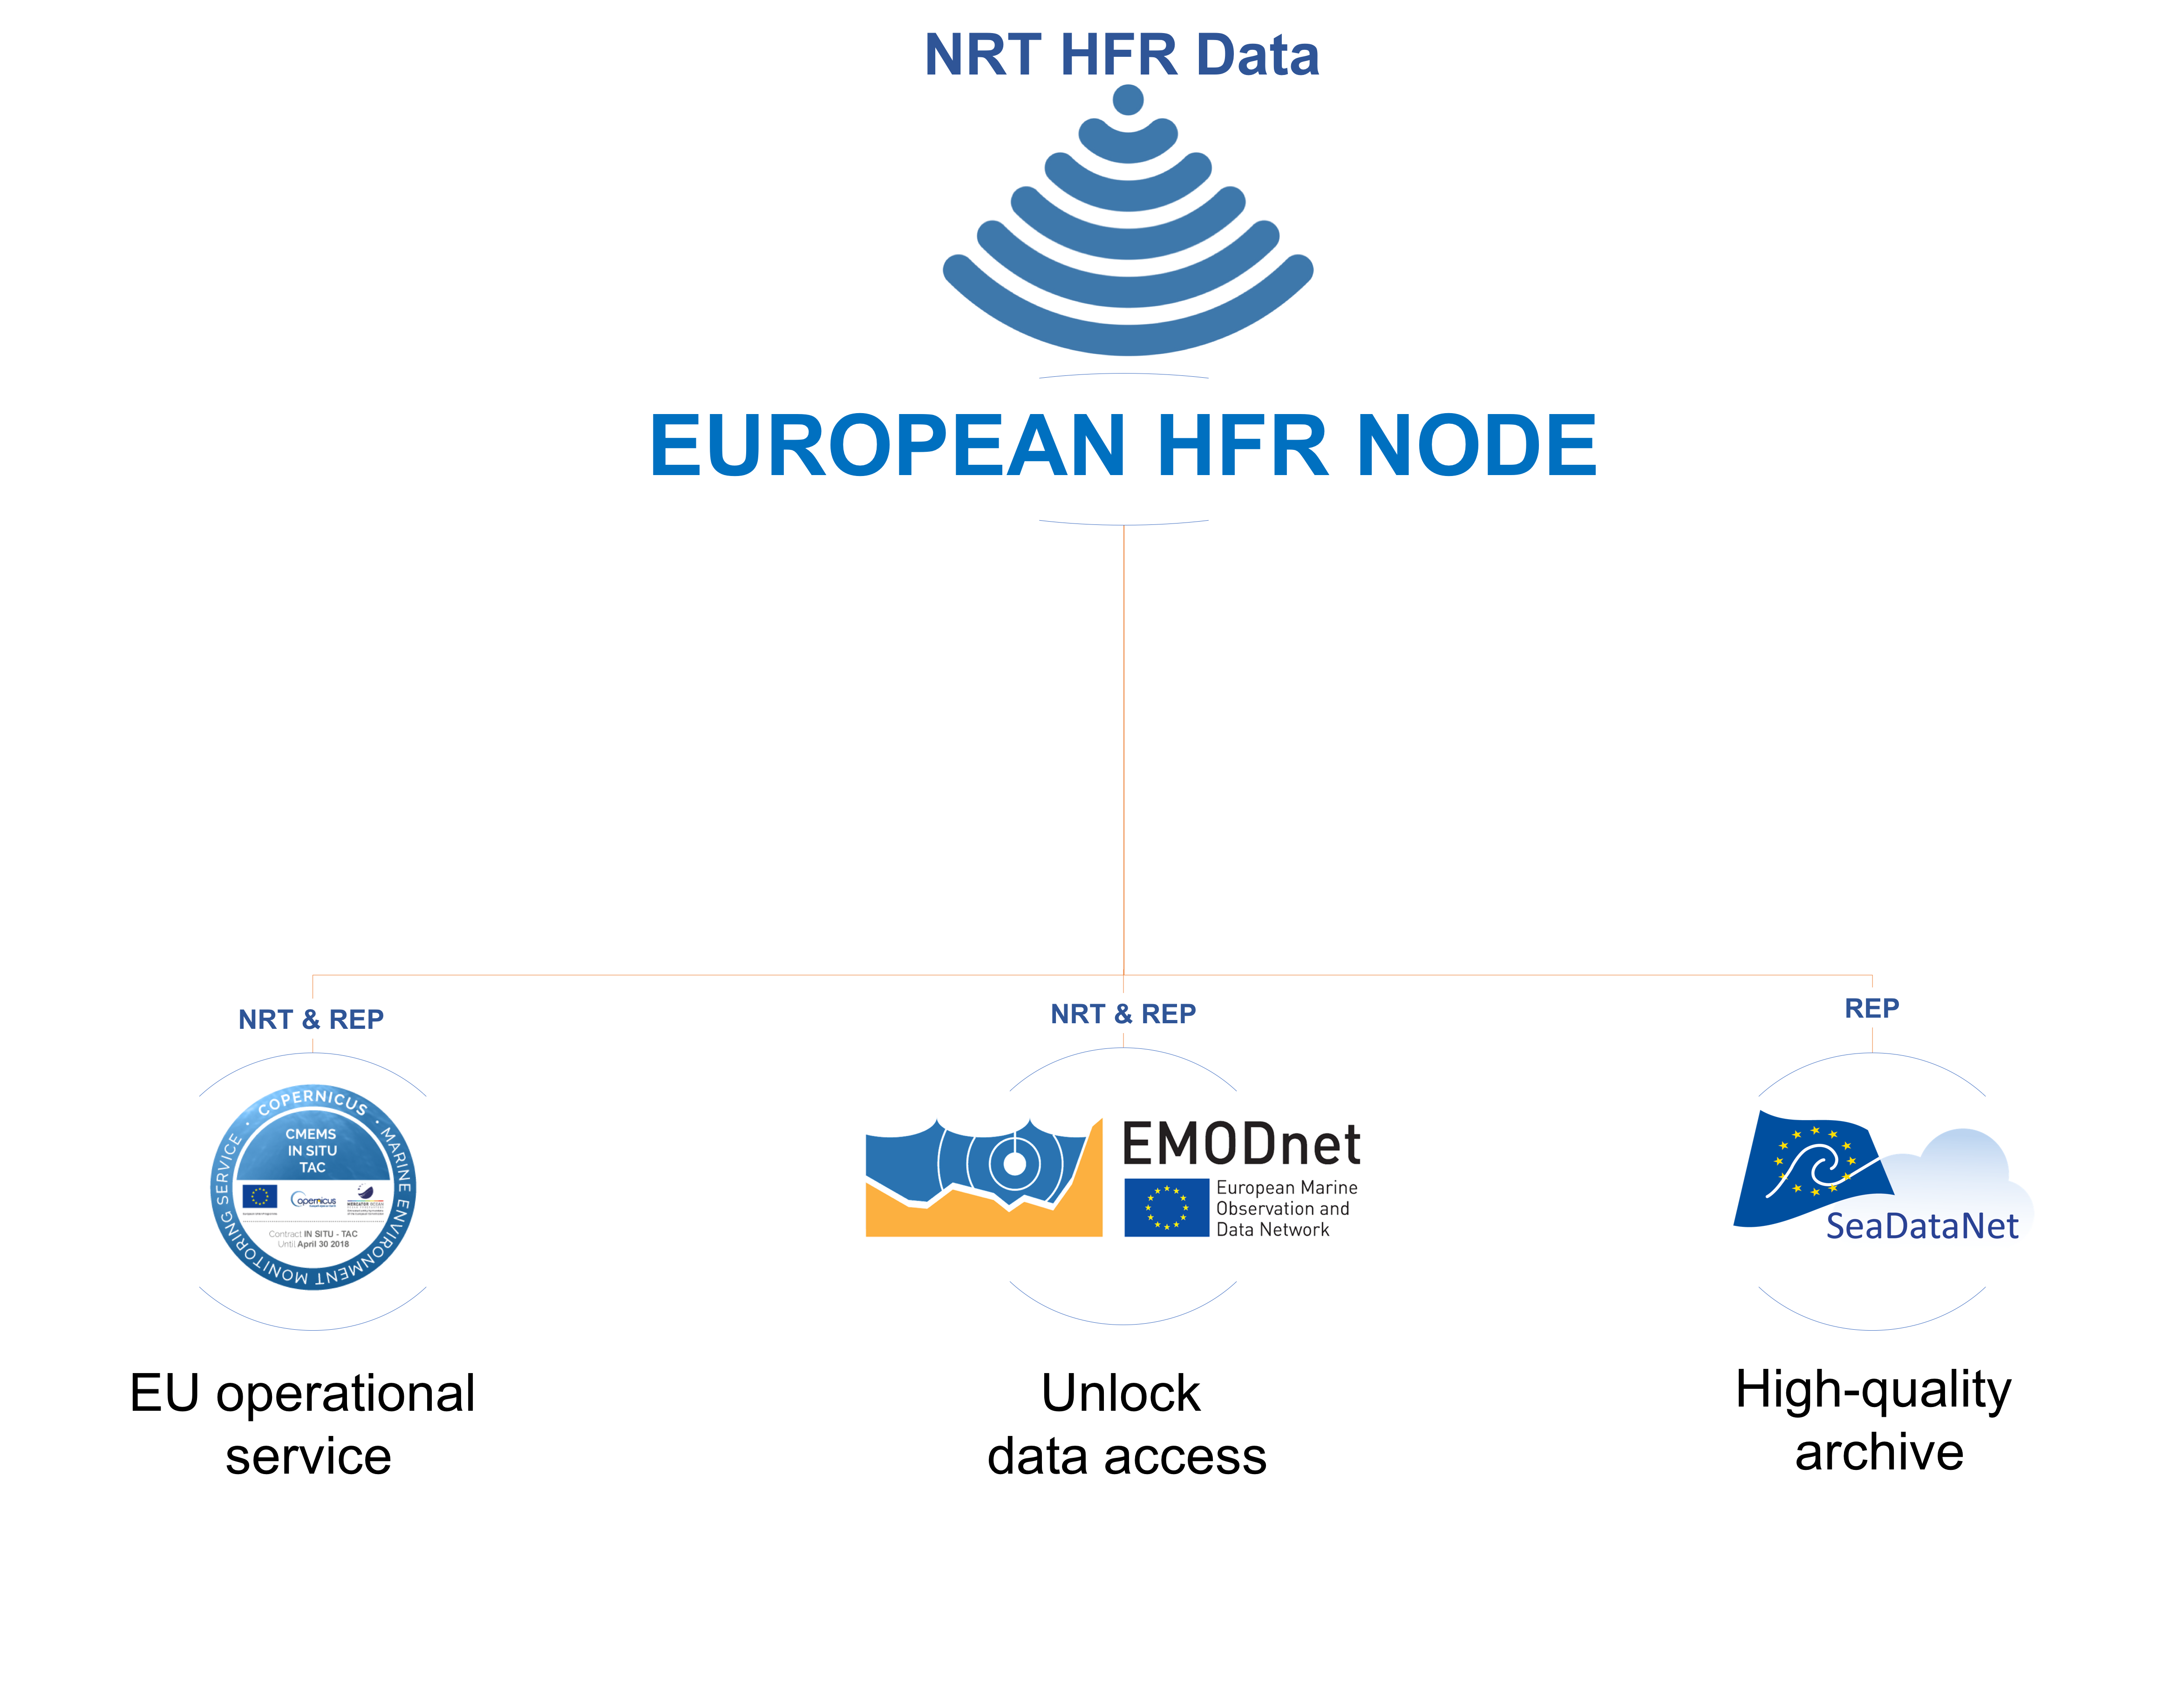 NRT HFR Data
EUROPEAN HFR NODE
NRT & REP
NRT & REP
REP
COPERNICUS · MARINE ENVIRONMENT MONITORING SERVICE ·
CMEMS
IN SITU
TAC
opernicus
MERCATOR OCEAN
Contract IN SITU - TAC
Until April 30 2018
EMODnet
European Marine
Observation and
Data Network
SeaDataNet
EU operational
service
Unlock
data access
High-quality
archive